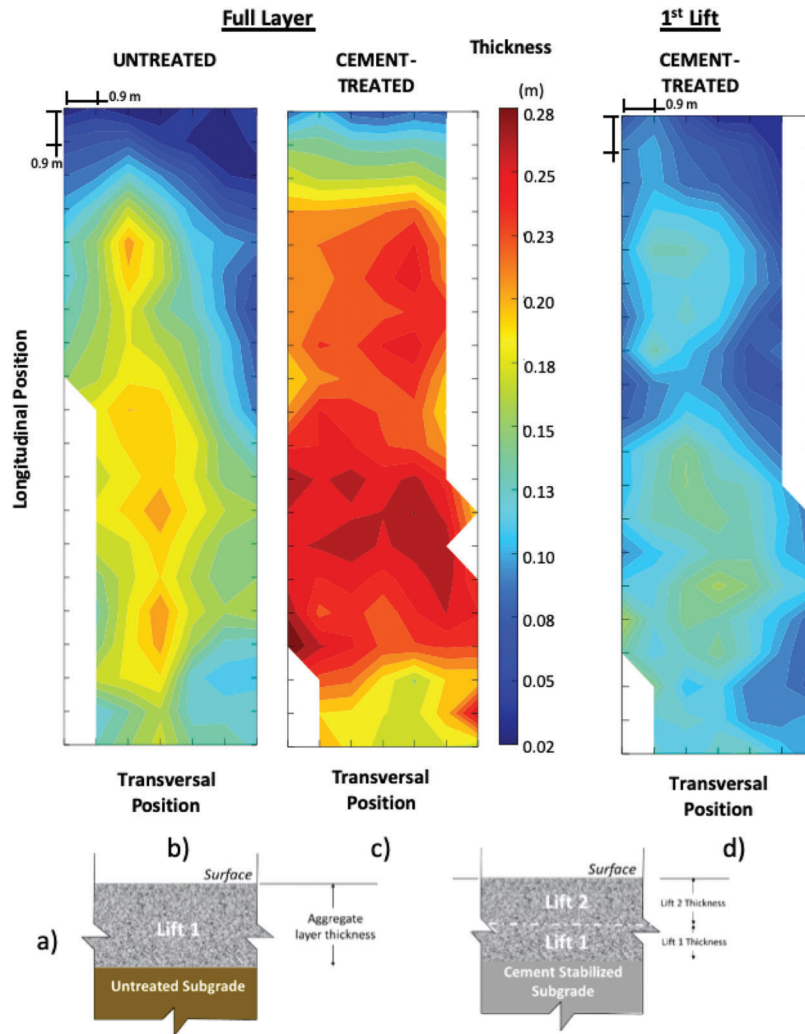 Full Layer
1st Lift
UNTREATED
CEMENT-
TREATED
Thickness
(m)
CEMENT-
TREATED
0.9 m
0.9 m
0.9 m
0.28
0.25
0.23
0.20
0.18
0.15
0.13
0.10
0.08
0.05
0.02
Longitudinal Position
Transversal
Position
Transversal
Position
Transversal
Position
b)
c)
d)
a)
Surface
Lift 1
Aggregate
layer thickness
Untreated Subgrade
Surface
Lift 2
Lift 2 Thickness
Lift 1
Lift 1 Thickness
Cement Stabilized
Subgrade